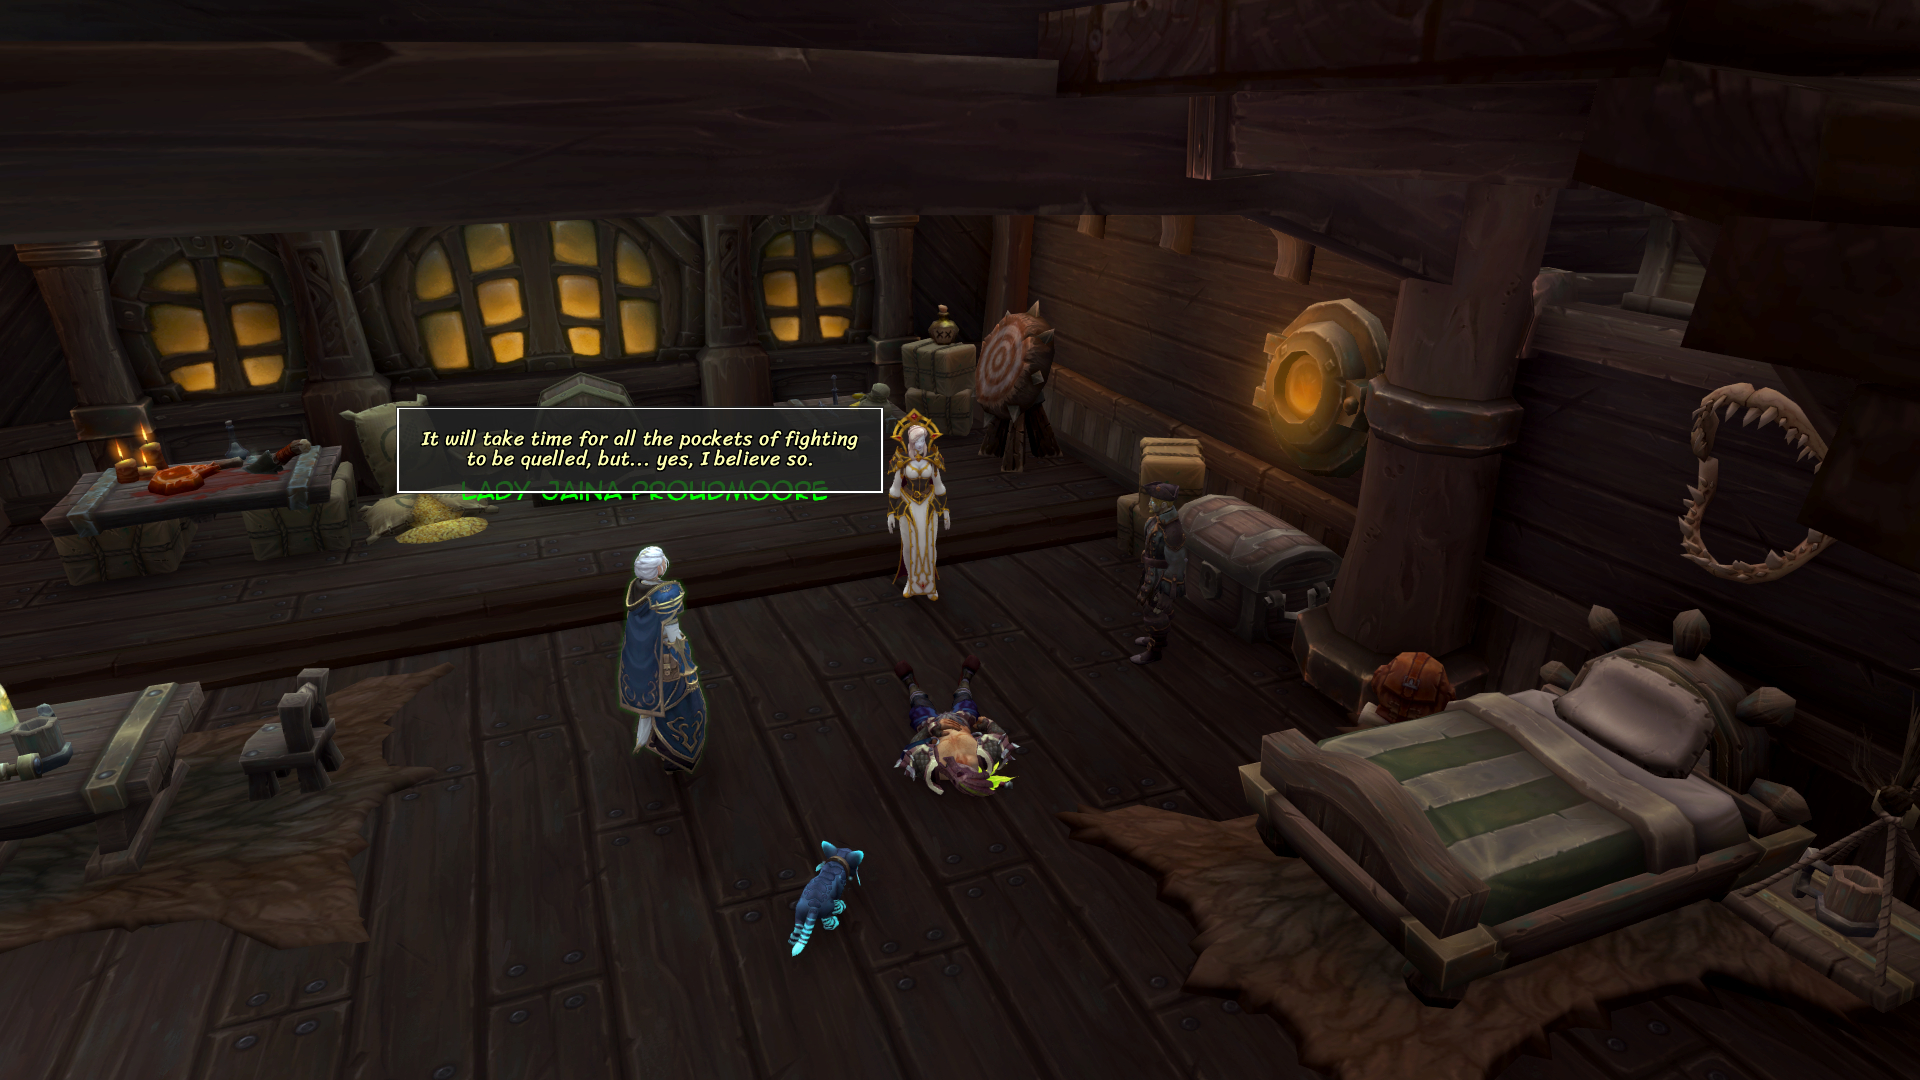 It will take time for all the pockets of fighting
to be quelled, but... yes, I believe so.
LADY JAINA PROUDMOORE